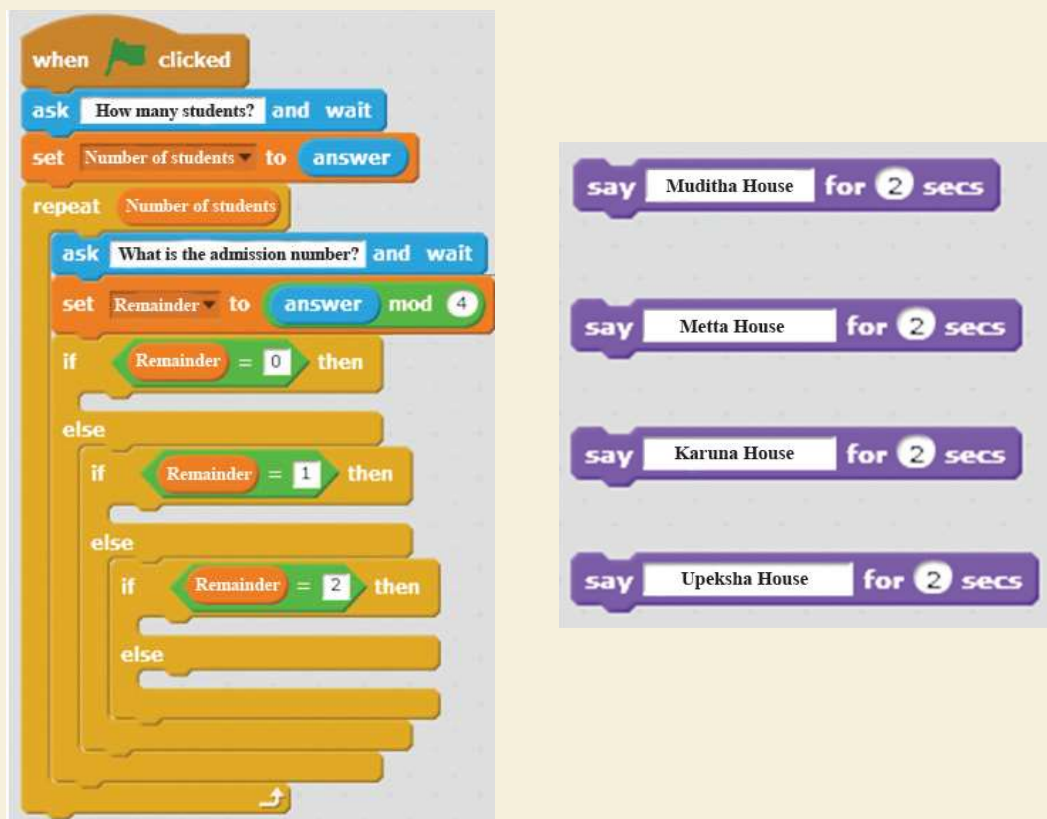 when clicked
ask How many students? and wait
set Number of students to answer
repeat Number of students
ask What is the admission number? and wait
set Remainder to answer mod 4
if Remainder = 0 then
else
if Remainder = 1 then
else
if Remainder = 2 then
else
say Muditha House for 2 secs
say Metta House for 2 secs
say Karuna House for 2 secs
say Upeksha House for 2 secs